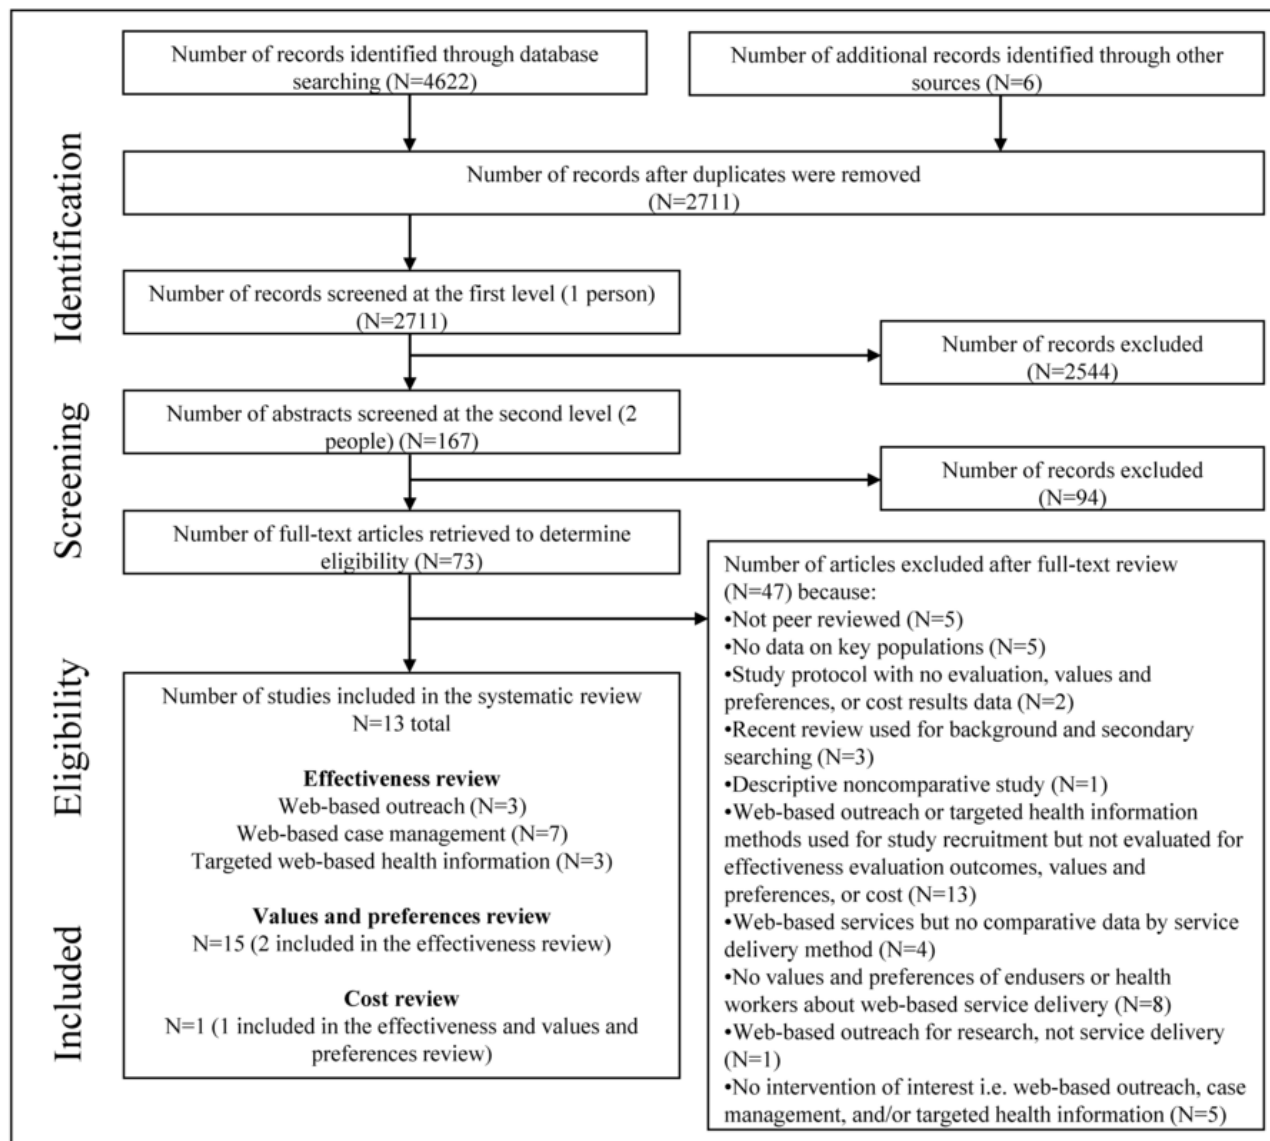 Number of records identified through database
searching (N=4622)
Number of additional records identified through other
sources (N=6)
Identification
Number of records after duplicates were removed
(N=2711)
Number of records screened at the first level (1 person)
(N=2711)
Number of records excluded
(N=2544)
Screening
Number of abstracts screened at the second level (2
people) (N=167)
Number of records excluded
(N=94)
Number of full-text articles retrieved to determine
eligibility (N=73)
Number of articles excluded after full-text review
(N=47) because:
•Not peer reviewed (N=5)
•No data on key populations (N=5)
•Study protocol with no evaluation, values and
preferences, or cost results data (N=2)
•Recent review used for background and secondary
searching (N=3)
•Descriptive noncomparative study (N=1)
•Web-based outreach or targeted health information
methods used for study recruitment but not evaluated for
effectiveness evaluation outcomes, values and
preferences, or cost (N=13)
•Web-based services but no comparative data by service
delivery method (N=4)
•No values and preferences of endusers or health
workers about web-based service delivery (N=8)
•Web-based outreach for research, not service delivery
(N=1)
•No intervention of interest i.e. web-based outreach, case
management, and/or targeted health information (N=5)
Eligibility
Number of studies included in the systematic review
N=13 total
Effectiveness review
Web-based outreach (N=3)
Web-based case management (N=7)
Targeted web-based health information (N=3)
Values and preferences review
N=15 (2 included in the effectiveness review)
Included
Cost review
N=1 (1 included in the effectiveness and values and
preferences review)